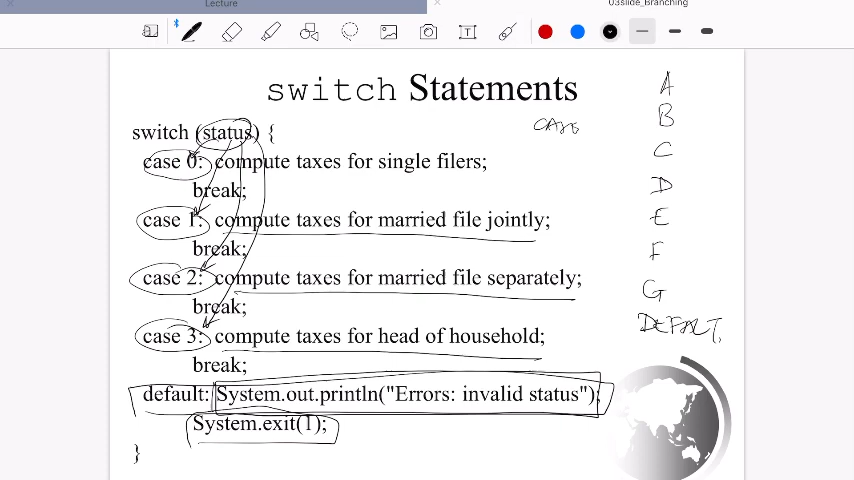 Lecture
03slide_Branching
switch Statements
switch (status) {
case 0: compute taxes for single filers;
break;
case 1: compute taxes for married file jointly;
break;
case 2: compute taxes for married file separately;
break;
case 3: compute taxes for head of household;
break;
default: System.out.println("Errors: invalid status");
System.exit(1);
}
CASE
A
B
C
D
E
F
G
DEFALT,